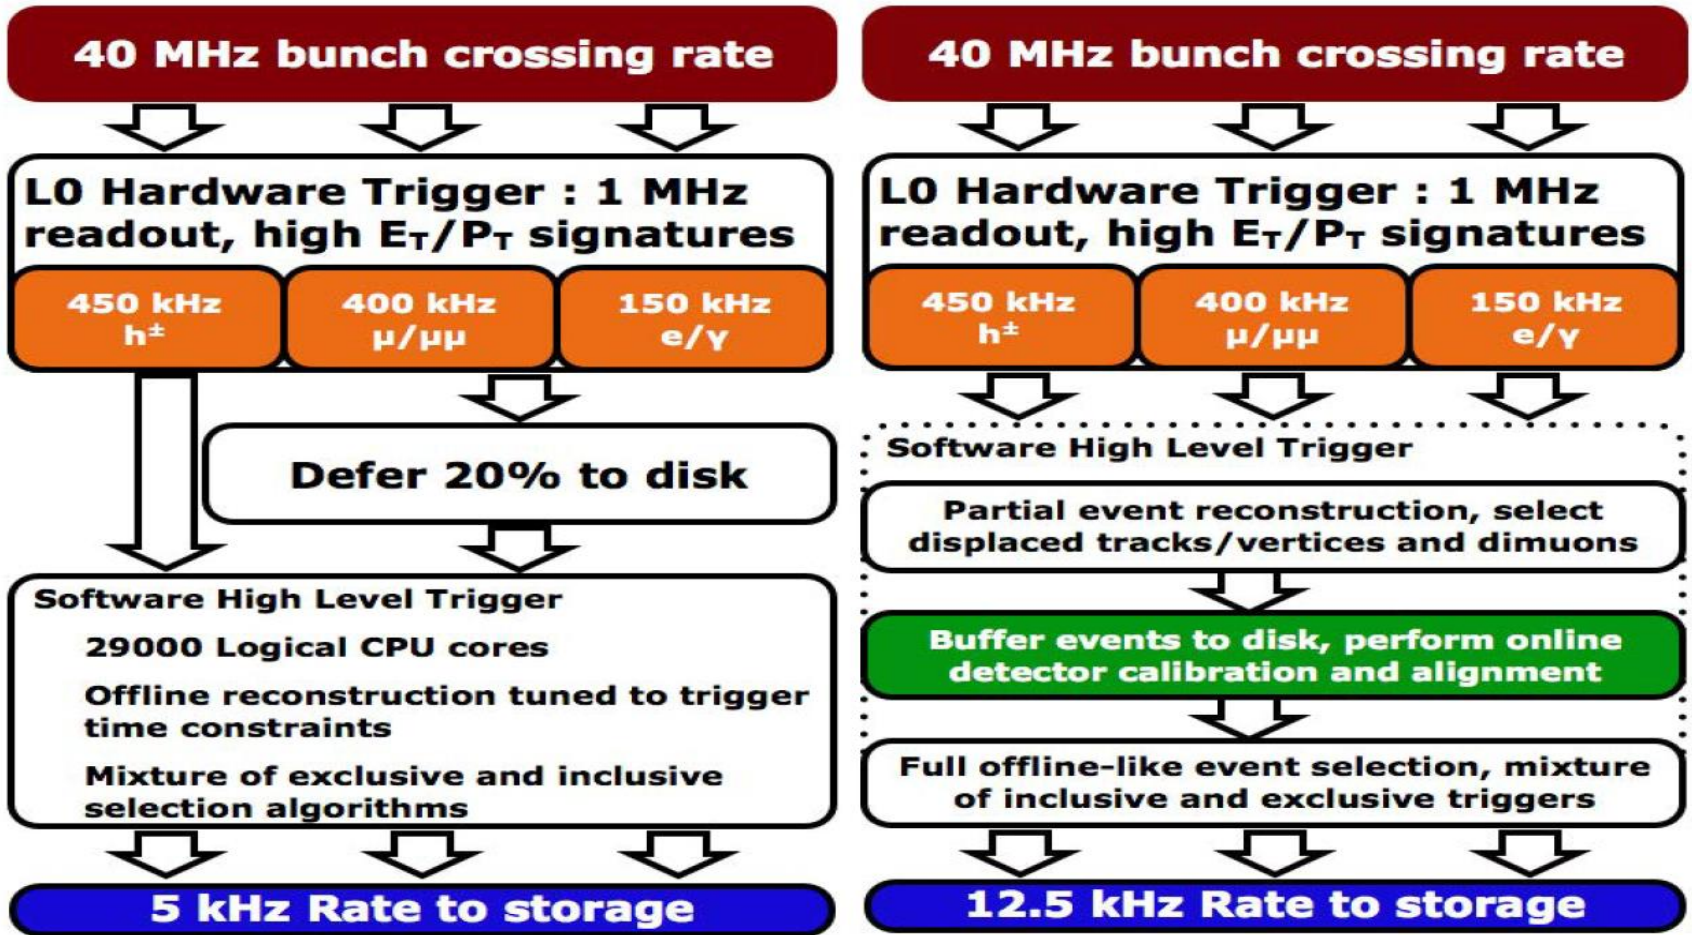 40 MHz bunch crossing rate
L0 Hardware Trigger : 1 MHz
readout, high E_T/P_T signatures
450 kHz
h±
400 kHz
μ/μμ
150 kHz
e/γ
Defer 20% to disk
Software High Level Trigger
29000 Logical CPU cores
Offline reconstruction tuned to trigger
time constraints
Mixture of exclusive and inclusive
selection algorithms
5 kHz Rate to storage
40 MHz bunch crossing rate
L0 Hardware Trigger : 1 MHz
readout, high E_T/P_T signatures
450 kHz
h±
400 kHz
μ/μμ
150 kHz
e/γ
Software High Level Trigger
Partial event reconstruction, select
displaced tracks/vertices and dimuons
Buffer events to disk, perform online
detector calibration and alignment
Full offline-like event selection, mixture
of inclusive and exclusive triggers
12.5 kHz Rate to storage